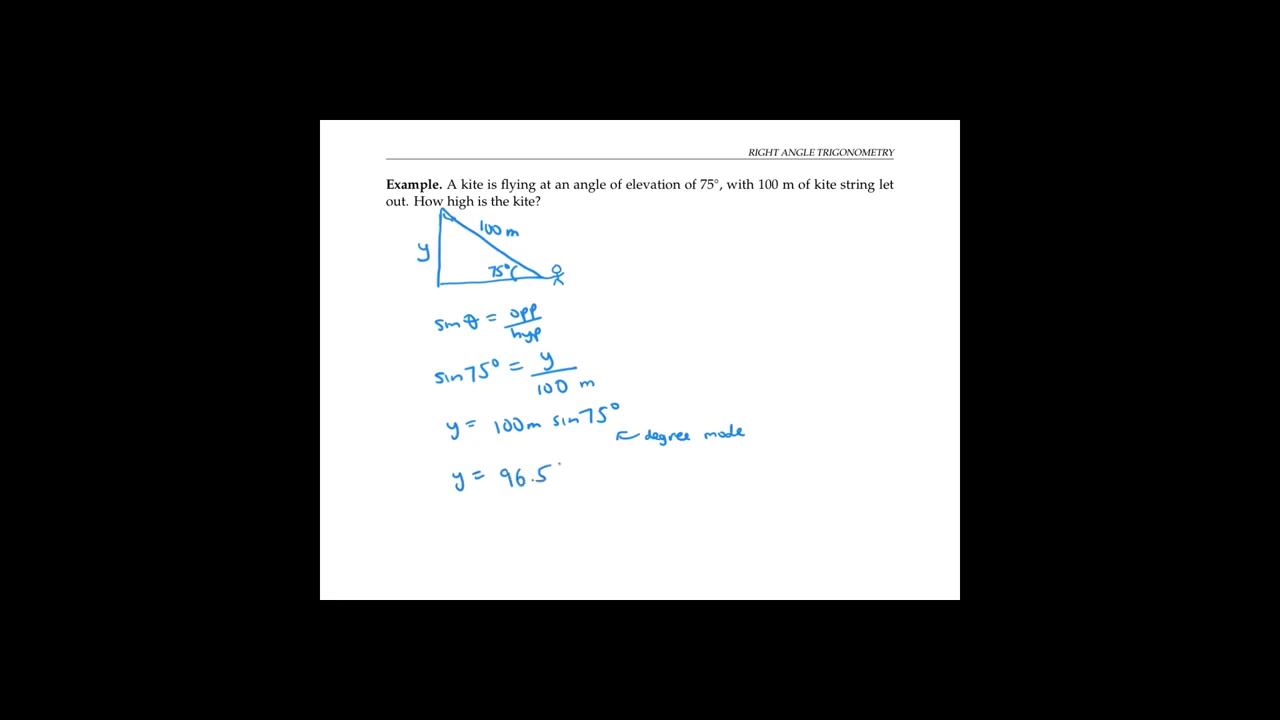 RIGHT ANGLE TRIGONOMETRY
Example. A kite is flying at an angle of elevation of 75°, with 100 m of kite string let
out. How high is the kite?
100 m
y
75°
sin θ = opp/hyp
sin 75° = y/100 m
y = 100m sin 75°
← degree mode
y = 96.5